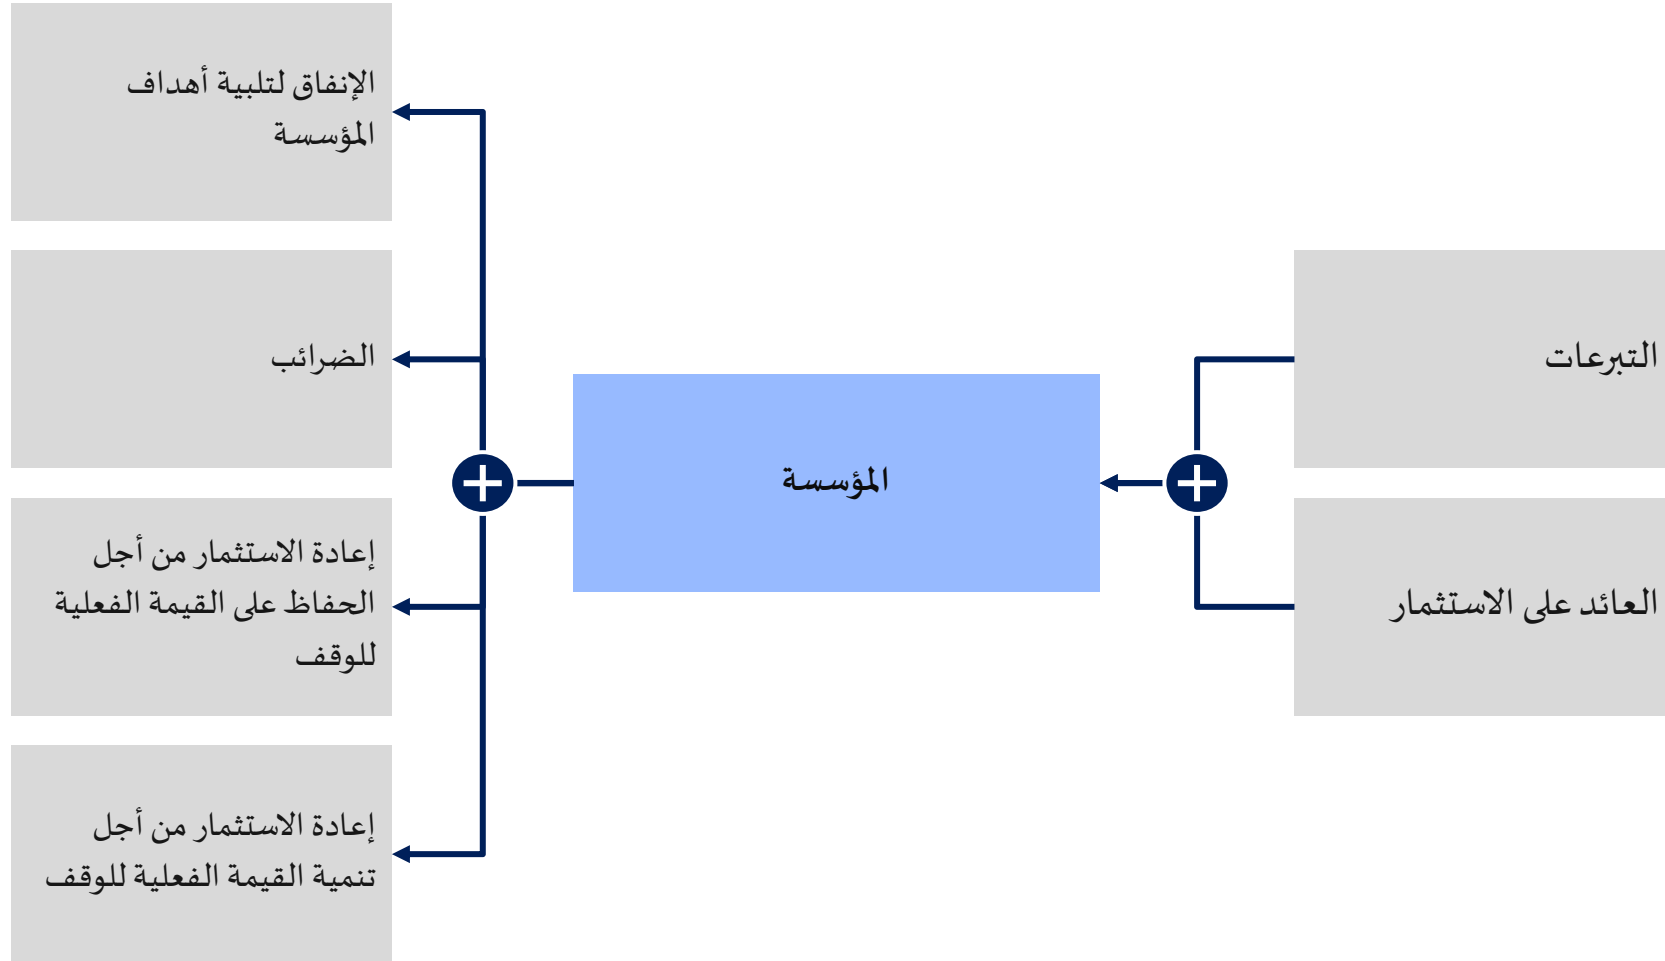 التبرعات
العائد على الاستثمار
المؤسسة
الإنفاق لتلبية أهداف
المؤسسة
الضرائب
إعادة الاستثمار من أجل
الحفاظ على القيمة الفعلية
للوقف
إعادة الاستثمار من أجل
تنمية القيمة الفعلية للوقف